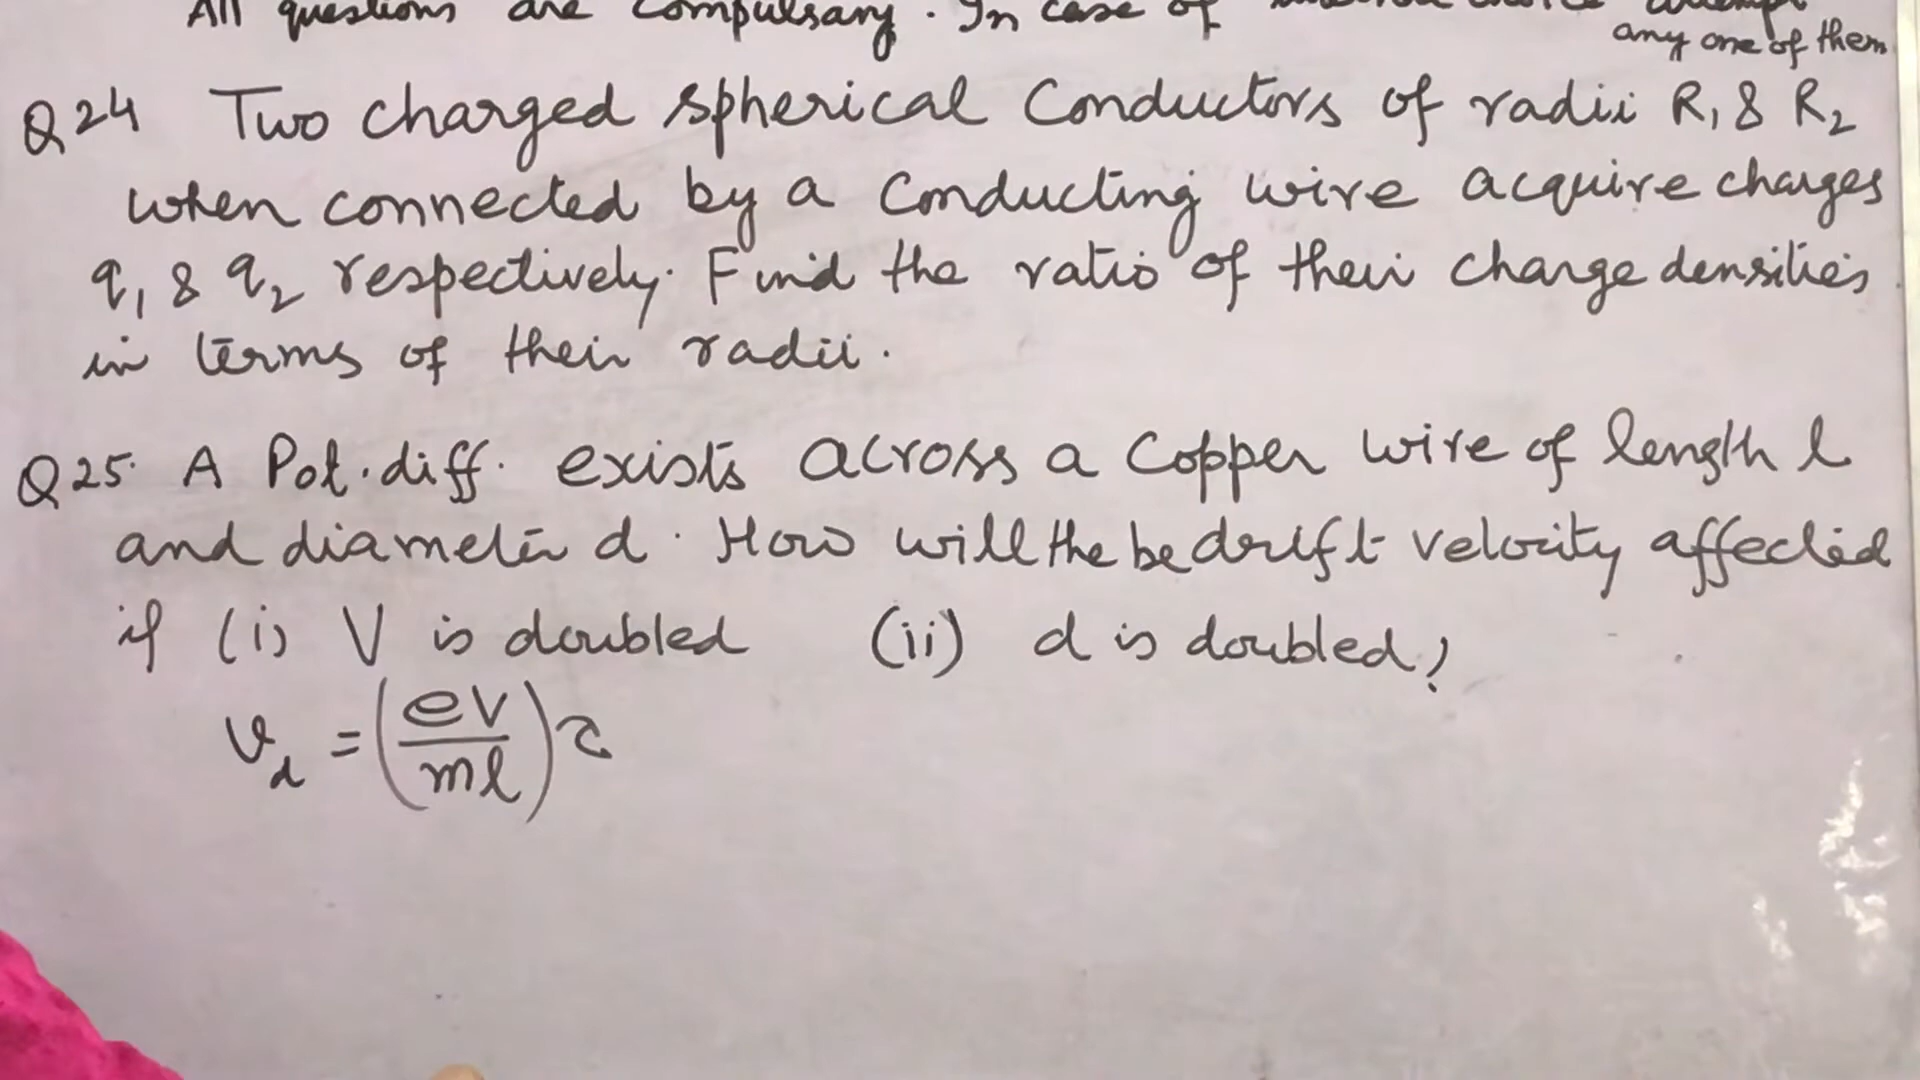 All questions are compulsary. In case of
any one of them
Q24 Two charged spherical Conductors of radii R₁ & R₂
when connected by a conducting wire acquire charges
q₁ & q₂ respectively. Find the ratio of their charge densities
in terms of their radii.
Q25. A Pot. diff. exists across a Copper wire of length l
and diameter d. How will the be drift velocity affected
if (i) V is doubled (ii) d is doubled?
v_d = (eV/ml)τ